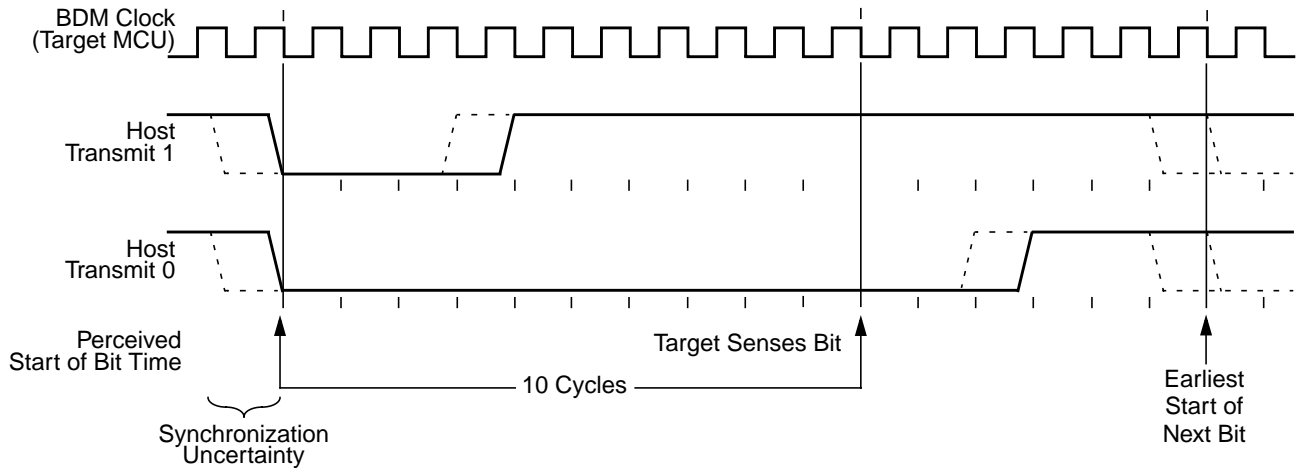 BDM Clock
(Target MCU)
Host
Transmit 1
Host
Transmit 0
Perceived
Start of Bit Time
Target Senses Bit
10 Cycles
Earliest
Start of
Next Bit
Synchronization
Uncertainty